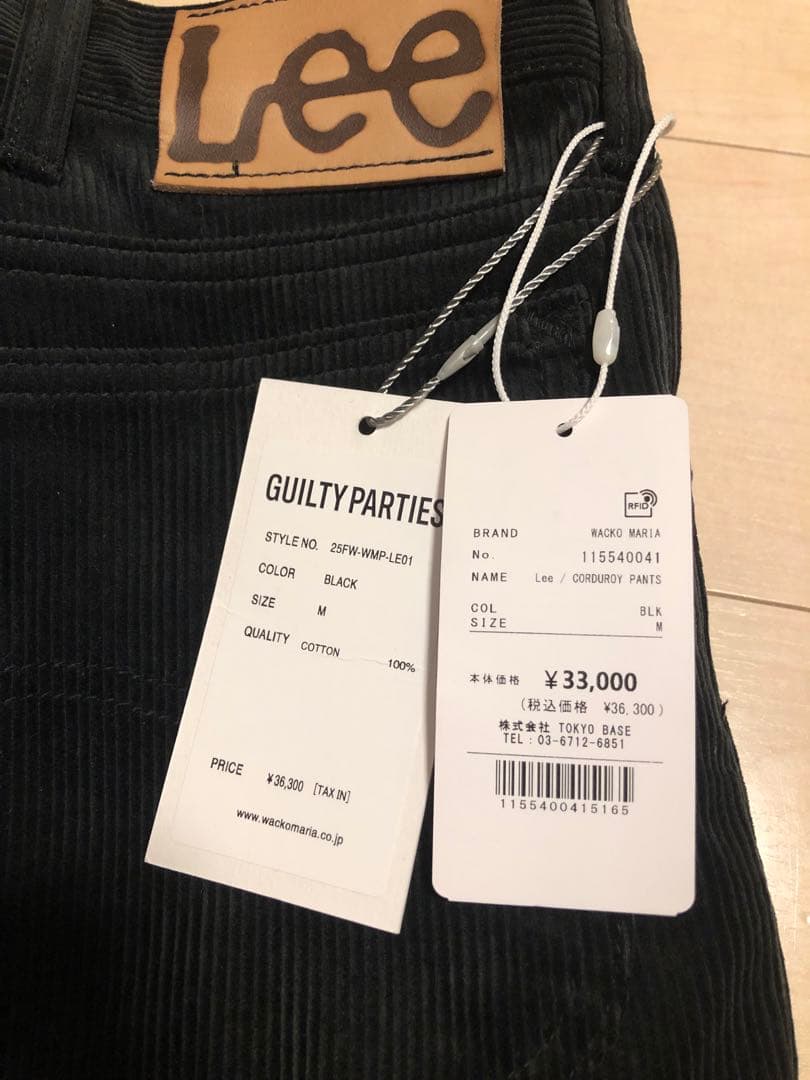 Lee
GUILTY PARTIES
STYLE NO. 25FW-WMP-LE01
COLOR BLACK
SIZE M
QUALITY COTTON 100%
PRICE ¥36,300 [TAX IN]
www.wackomaria.co.jp
RFID
BRAND WACKO MARIA
No. 115540041
NAME Lee / CORDUROY PANTS
COL BLK
SIZE M
本体価格 ¥33,000
(税込価格 ¥36,300)
株式会社 TOKYO BASE
TEL:03-6712-6851
1155400415165